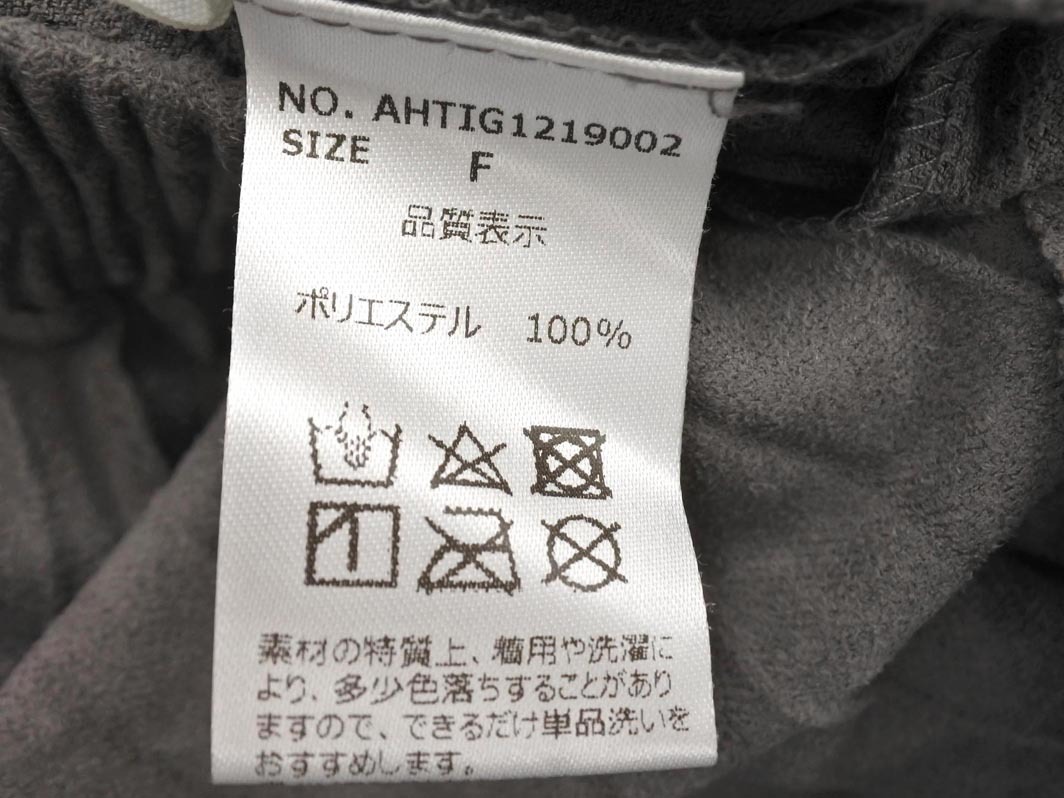 NO. AHTIG1219002
SIZE F
品質表示
ポリエステル 100%
素材の特質上、着用や洗濯に
より、多少色落ちすることがあり
ますので、できるだけ単品洗いを
おすすめします。